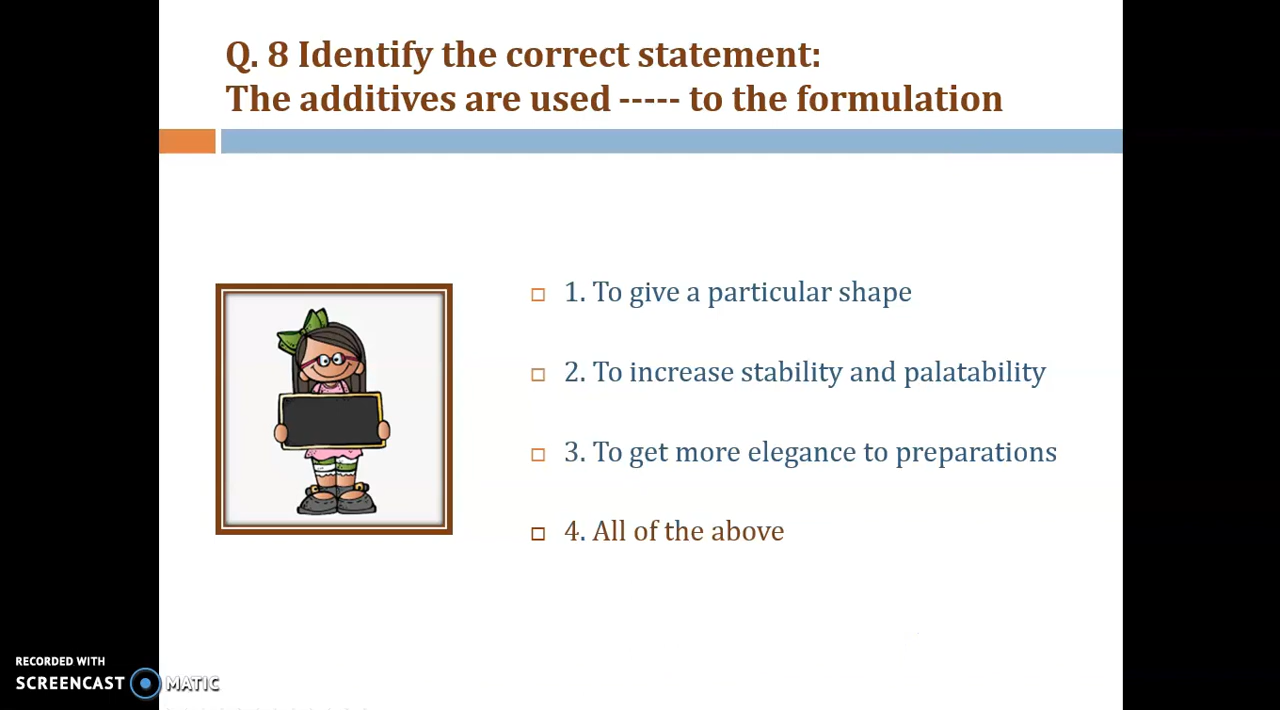 Q. 8 Identify the correct statement:
The additives are used ----- to the formulation
1. To give a particular shape
2. To increase stability and palatability
3. To get more elegance to preparations
4. All of the above
RECORDED WITH
SCREENCAST MATIC